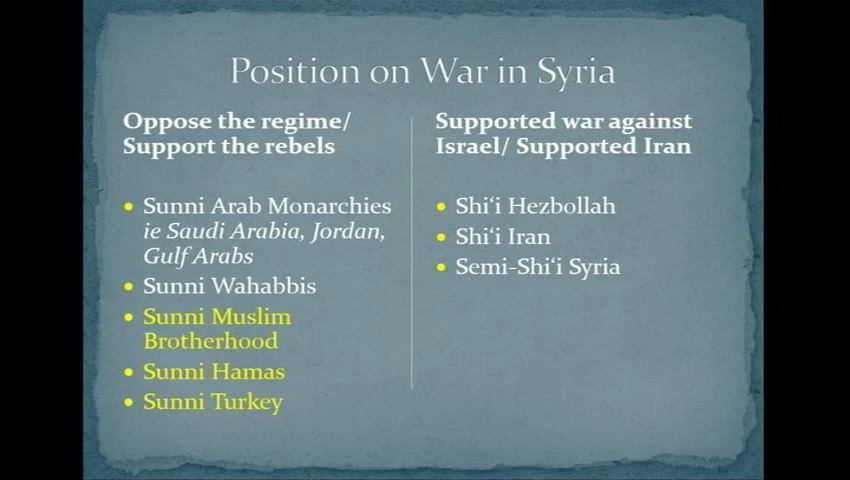 Position on War in Syria
Oppose the regime/
Support the rebels
Sunni Arab Monarchies
ie Saudi Arabia, Jordan,
Gulf Arabs
Sunni Wahabbis
Sunni Muslim
Brotherhood
Sunni Hamas
Sunni Turkey
Supported war against
Israel/ Supported Iran
Shi‘i Hezbollah
Shi‘i Iran
Semi-Shi‘i Syria